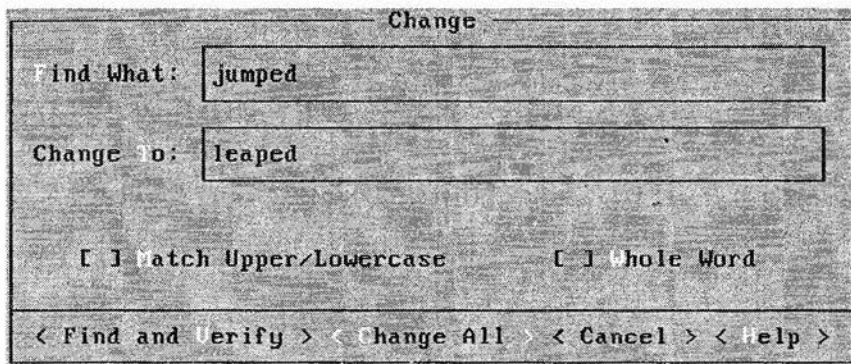 Change
Find What: jumped
Change To: leaped
[ ] Match Upper/Lowercase [ ] Whole Word
< Find and Verify > < Change All > < Cancel > < Help >